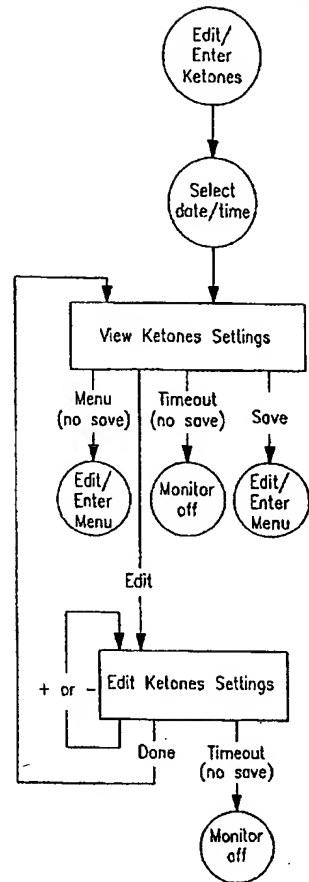 Edit/
Enter
Ketones
Select
date/time
View Ketones Settings
Menu
(no save)
Timeout
(no save)
Save
Edit/
Enter
Menu
Monitor
off
Edit/
Enter
Menu
Edit
+ or -
Edit Ketones Settings
Done
Timeout
(no save)
Monitor
off